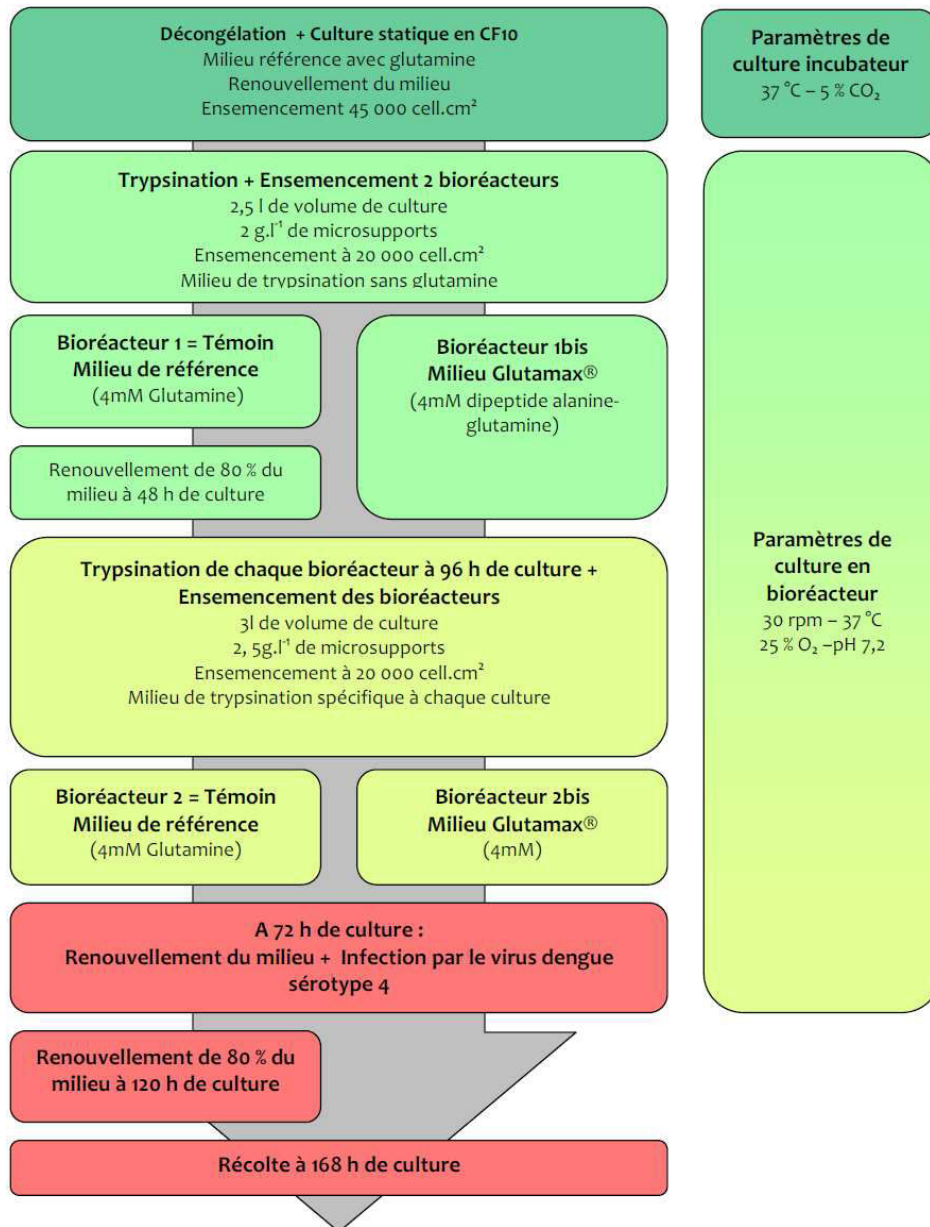 Décongélation + Culture statique en CF10
Milieu référence avec glutamine
Renouvellement du milieu
Ensemencement 45 000 cell.cm²
Paramètres de
culture incubateur
37 °C – 5 % CO₂
Trypsination + Ensemencement 2 bioréacteurs
2,5 l de volume de culture
2 g.l⁻¹ de microsupports
Ensemencement à 20 000 cell.cm²
Milieu de trypsination sans glutamine
Bioréacteur 1 = Témoin
Milieu de référence
(4mM Glutamine)
Bioréacteur 1bis
Milieu Glutamax®
(4mM dipeptide alanine-
glutamine)
Renouvellement de 80 % du
milieu à 48 h de culture
Trypsination de chaque bioréacteur à 96 h de culture +
Ensemencement des bioréacteurs
3l de volume de culture
2, 5g.l⁻¹ de microsupports
Ensemencement à 20 000 cell.cm²
Milieu de trypsination spécifique à chaque culture
Paramètres de
culture en
bioréacteur
30 rpm – 37 °C
25 % O₂ –pH 7,2
Bioréacteur 2 = Témoin
Milieu de référence
(4mM Glutamine)
Bioréacteur 2bis
Milieu Glutamax®
(4mM)
A 72 h de culture :
Renouvellement du milieu + Infection par le virus dengue
sérotype 4
Renouvellement de 80 % du
milieu à 120 h de culture
Récolte à 168 h de culture